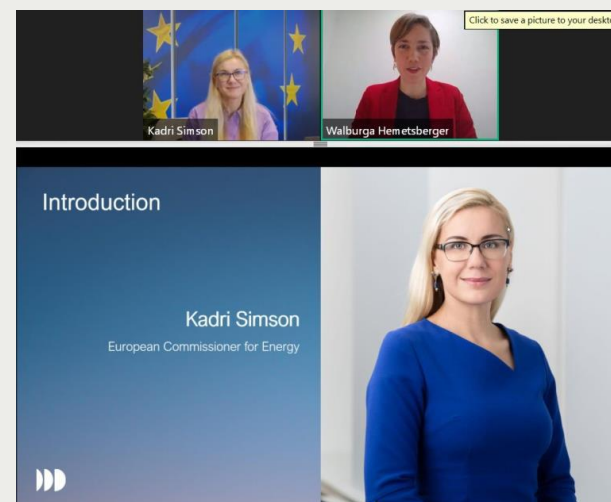 Click to save a picture to your deskt
Kadri Simson
Walburga Hemetsberger
Introduction
Kadri Simson
European Commissioner for Energy